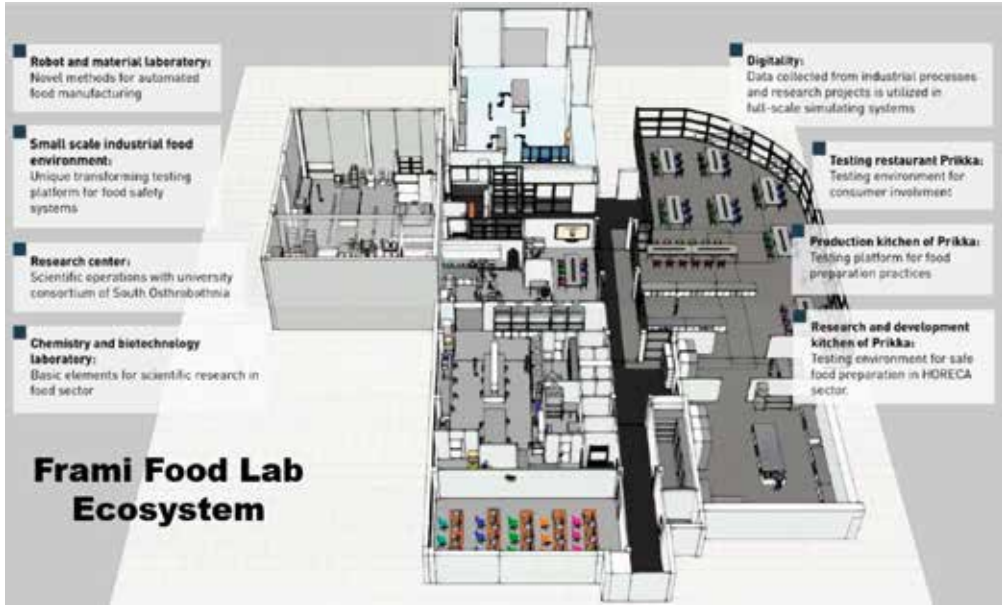 Robot and material laboratory:
Novel methods for automated
food manufacturing
Small scale industrial food
environment:
Unique transforming testing
platform for food safety
systems
Research center:
Scientific operations with university
consortium of South Osthrobathnia
Chemistry and biotechnology
laboratory:
Basic elements for scientific research in
food sector
Frami Food Lab
Ecosystem
Digitality:
Data collected from industrial processes
and research projects is utilized in
full-scale simulating systems
Testing restaurant Prikka:
Testing environment for
consumer involvment
Production kitchen of Prikka:
Testing platform for food
preparation practices
Research and development
kitchen of Prikka:
Testing environment for safe
food preparation in HORECA
sector.